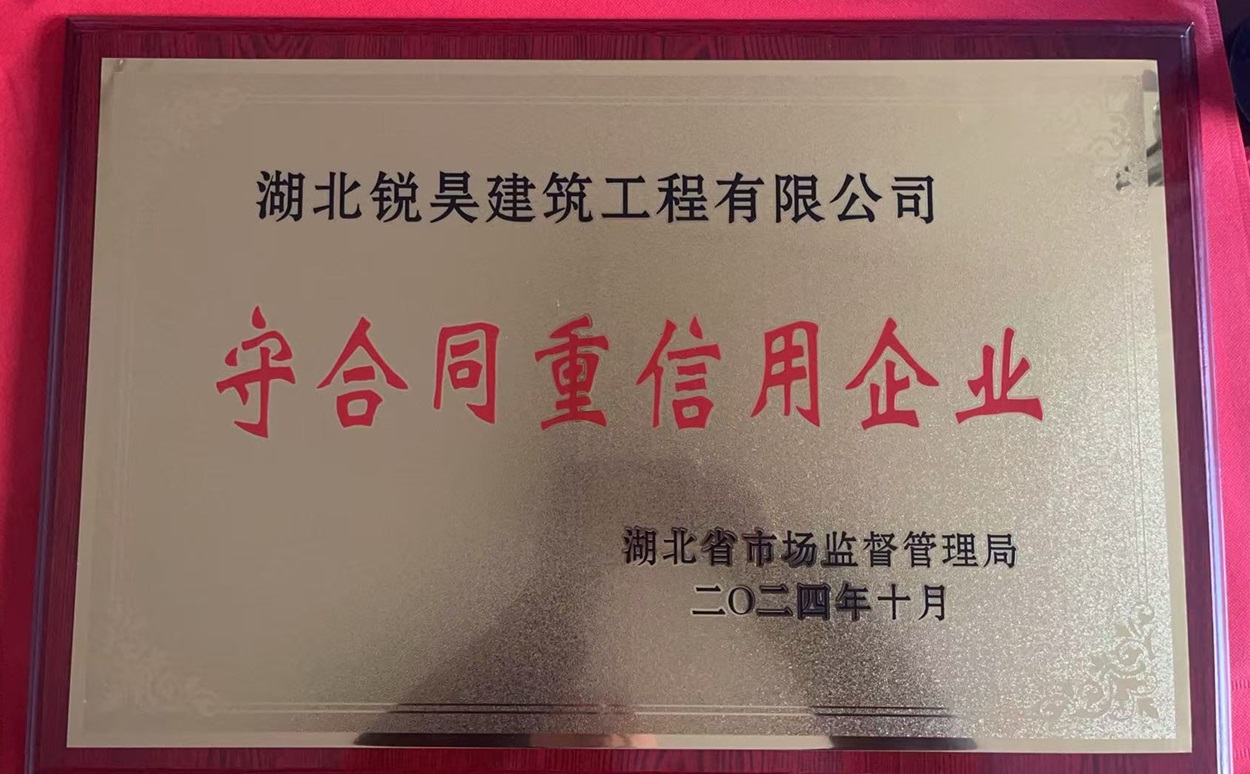 湖北锐昊建筑工程有限公司
守合同重信用企业
湖北省市场监督管理局
二〇二四年十月